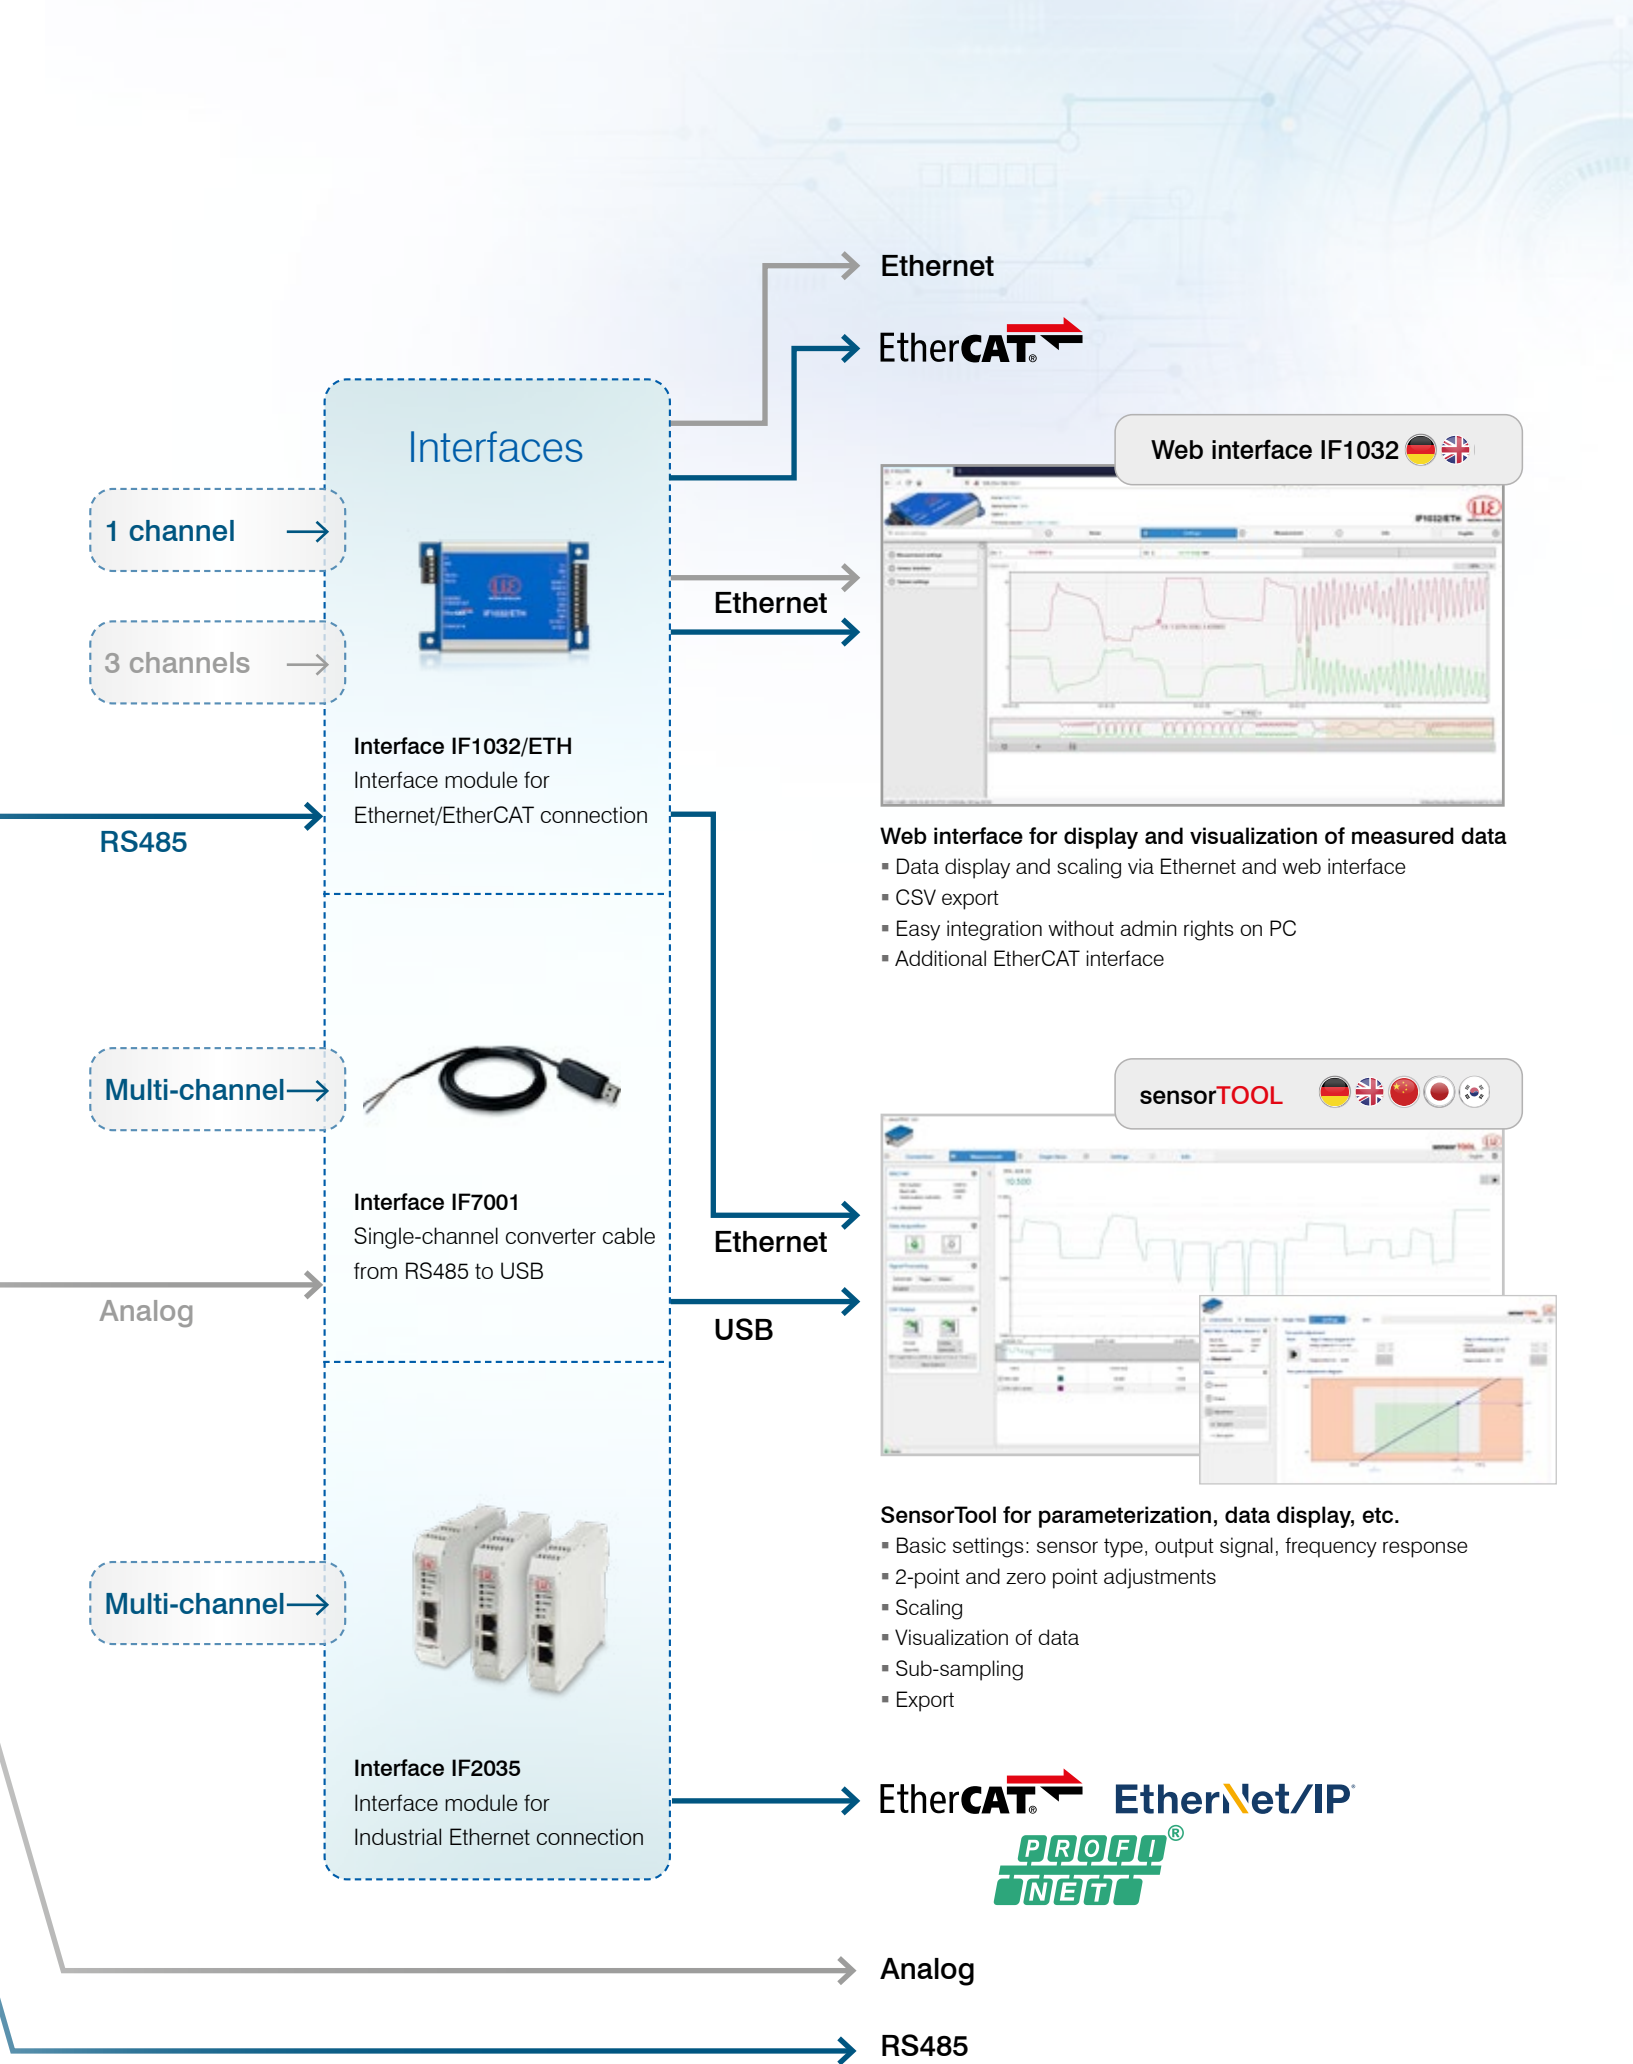 Ethernet
EtherCAT®
Interfaces
Web interface IF1032
1 channel
IF1032/ETH
3 channels
Ethernet
Interface IF1032/ETH
Interface module for
Ethernet/EtherCAT connection
RS485
Web interface for display and visualization of measured data
▪ Data display and scaling via Ethernet and web interface
▪ CSV export
▪ Easy integration without admin rights on PC
▪ Additional EtherCAT interface
Multi-channel
sensorTOOL
10.500
Interface IF7001
Single-channel converter cable
from RS485 to USB
Ethernet
Analog
USB
SensorTool for parameterization, data display, etc.
▪ Basic settings: sensor type, output signal, frequency response
▪ 2-point and zero point adjustments
▪ Scaling
▪ Visualization of data
▪ Sub-sampling
▪ Export
Multi-channel
Interface IF2035
Interface module for
Industrial Ethernet connection
EtherCAT® EtherNet/IP
PROFI®
NET
Analog
RS485